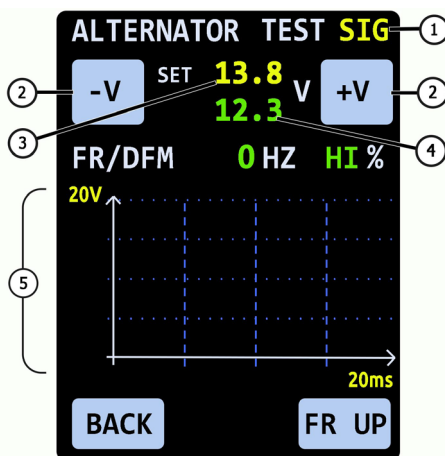 ALTERNATOR TEST SIG 1
2 -V SET 13.8 V +V 2
3 12.3 4
FR/DFM 0 HZ HI %
20V
5
20ms
BACK FR UP